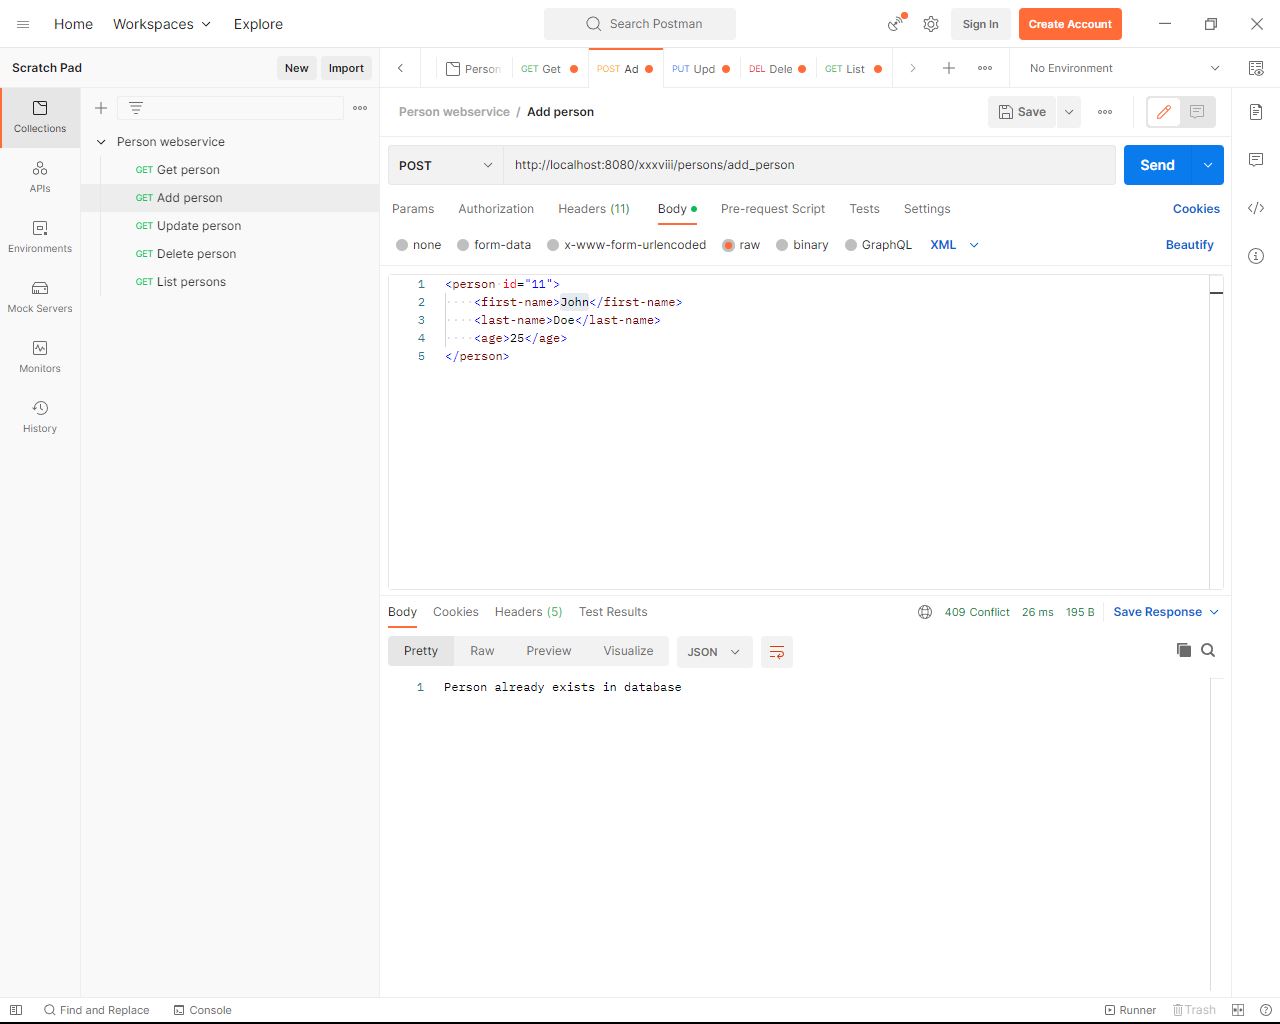 Home Workspaces Explore Search Postman Sign In Create Account
Scratch Pad New Import
Person GET Get POST Ad PUT Upd DEL Dele GET List No Environment
Collections
APIs
Environments
Mock Servers
Monitors
History
Person webservice
GET Get person
GET Add person
GET Update person
GET Delete person
GET List persons
Person webservice / Add person Save
POST http://localhost:8080/xxxviii/persons/add_person Send
Params Authorization Headers (11) Body Pre-request Script Tests Settings Cookies
none form-data x-www-form-urlencoded raw binary GraphQL XML Beautify
1 <person id="11">
2 ····<first-name>John</first-name>
3 ····<last-name>Doe</last-name>
4 ····<age>25</age>
5 </person>
Body Cookies Headers (5) Test Results 409 Conflict 26 ms 195 B Save Response
Pretty Raw Preview Visualize JSON
1 Person already exists in database
Find and Replace Console Runner Trash